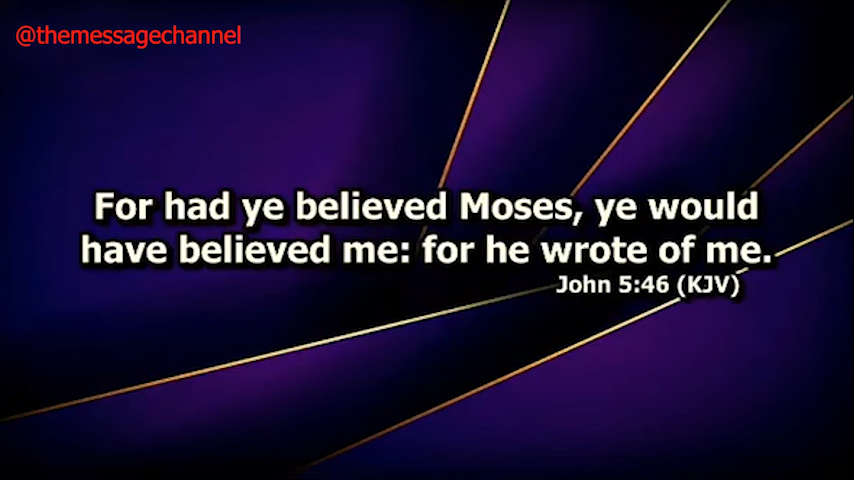 @themessagechannel
For had ye believed Moses, ye would
have believed me: for he wrote of me.
John 5:46 (KJV)